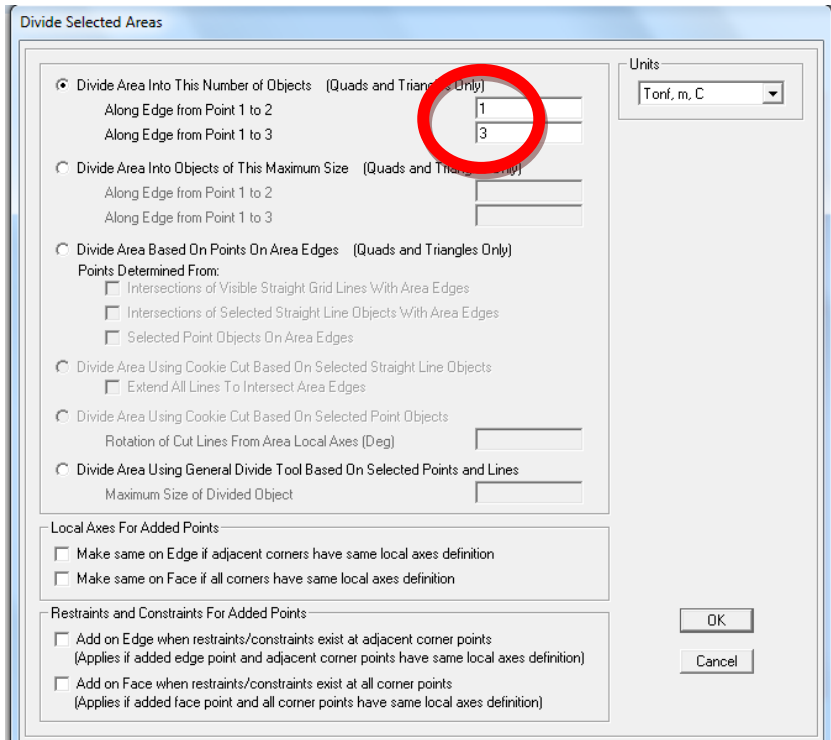 Divide Selected Areas
Units
Tonf, m, C
Divide Area Into This Number of Objects (Quads and Triangles Only)
Along Edge from Point 1 to 2
1
Along Edge from Point 1 to 3
3
Divide Area Into Objects of This Maximum Size (Quads and Triangles Only)
Along Edge from Point 1 to 2
Along Edge from Point 1 to 3
Divide Area Based On Points On Area Edges (Quads and Triangles Only)
Points Determined From:
Intersections of Visible Straight Grid Lines With Area Edges
Intersections of Selected Straight Line Objects With Area Edges
Selected Point Objects On Area Edges
Divide Area Using Cookie Cut Based On Selected Straight Line Objects
Extend All Lines To Intersect Area Edges
Divide Area Using Cookie Cut Based On Selected Point Objects
Rotation of Cut Lines From Area Local Axes (Deg)
Divide Area Using General Divide Tool Based On Selected Points and Lines
Maximum Size of Divided Object
Local Axes For Added Points
Make same on Edge if adjacent corners have same local axes definition
Make same on Face if all corners have same local axes definition
Restraints and Constraints For Added Points
Add on Edge when restraints/constraints exist at adjacent corner points
(Applies if added edge point and adjacent corner points have same local axes definition)
Add on Face when restraints/constraints exist at all corner points
(Applies if added face point and all corner points have same local axes definition)
OK
Cancel